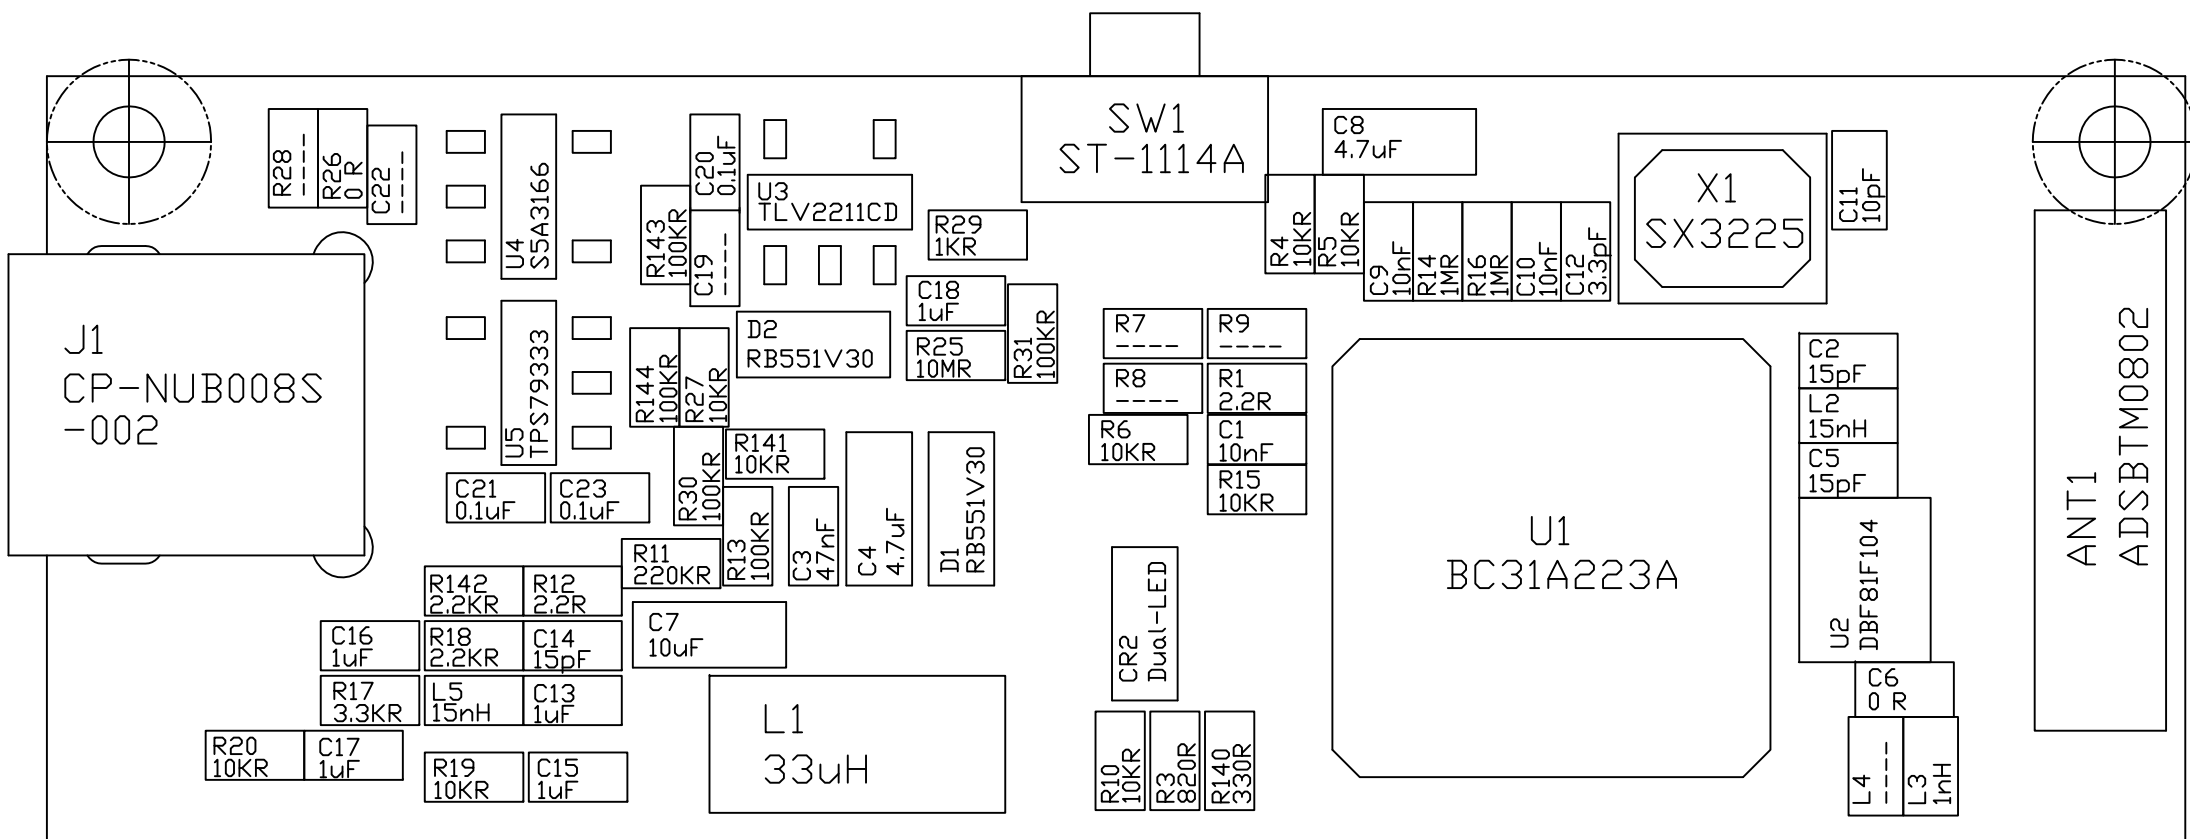 SW1
ST-1114A
C8
4.7uF
R28
----
R26
0 R
C22
----
U4
S5A3166
C20
0.1uF
U3
TLV2211CD
R143
100KR
C19
----
R29
1KR
R4
10KR
R5
10KR
C9
10nF
R14
1MR
R16
1MR
C10
10nF
C12
3.3pF
X1
SX3225
C11
10pF
J1
CP-NUB008S
-002
U5
TPS79333
R144
100KR
R27
10KR
D2
RB551V30
C18
1uF
R25
10MR
R31
100KR
R7
----
R9
----
R8
----
R1
2.2R
R6
10KR
C1
10nF
R15
10KR
C2
15pF
L2
15nH
C5
15pF
ANT1
ADSBTM0802
C21
0.1uF
C23
0.1uF
R30
100KR
R141
10KR
R13
100KR
C3
47nF
C4
4.7uF
D1
RB551V30
U1
BC31A223A
U2
DBF81F104
R11
220KR
R142
2.2KR
R12
2.2R
C7
10uF
CR2
Dual-LED
C16
1uF
R18
2.2KR
C14
15pF
R17
3.3KR
L5
15nH
C13
1uF
L1
33uH
C6
0 R
R20
10KR
C17
1uF
R19
10KR
C15
1uF
R10
10KR
R3
820R
R140
330R
L4
----
L3
1nH